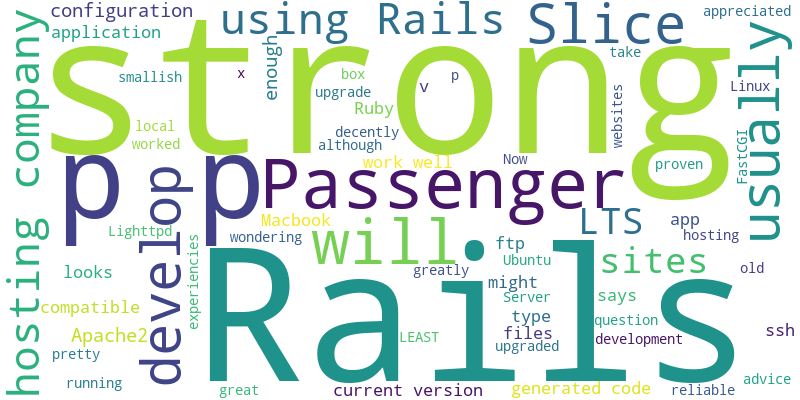 configuration
using Rails
Slice
appreciated
application
strong
enough
take
smallish
x
box
p
v
upgrade
Linux
usually
websites
hosting company
Ruby
local
decently
worked
although
Now
work well
proven
FastCGI
p p
Passenger
develop
Macbook
LTS
app
Lighttpd
wondering
will
hosting
ftp
sites
Ubuntu
looks
greatly
old
experiencies
Rails
might
Server
says
compatible
type
question
Apache2
files
ssh
LEAST
development
pretty
upgraded
running
advice
great
current version
generated code
reliable